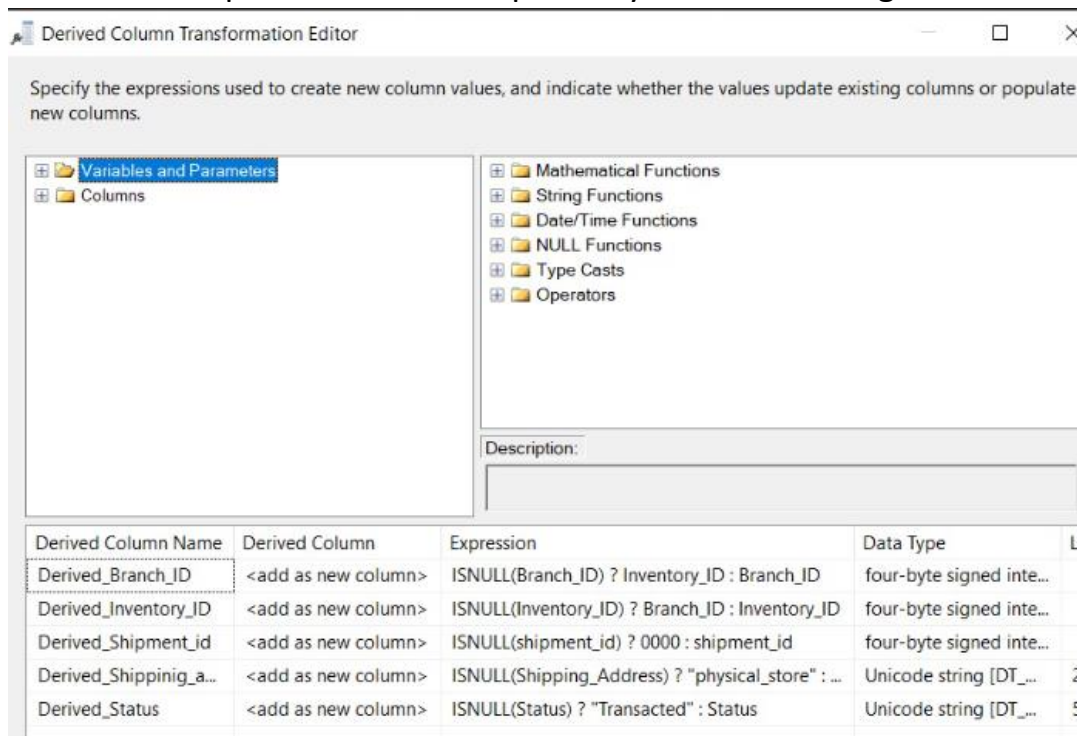 Derived Column Transformation Editor
Specify the expressions used to create new column values, and indicate whether the values update existing columns or populate
new columns.
Variables and Parameters
Columns
Mathematical Functions
String Functions
Date/Time Functions
NULL Functions
Type Casts
Operators
Description:
Derived Column Name Derived Column Expression Data Type L
Derived_Branch_ID <add as new column> ISNULL(Branch_ID) ? Inventory_ID : Branch_ID four-byte signed inte...
Derived_Inventory_ID <add as new column> ISNULL(Inventory_ID) ? Branch_ID : Inventory_ID four-byte signed inte...
Derived_Shipment_id <add as new column> ISNULL(shipment_id) ? 0000 : shipment_id four-byte signed inte...
Derived_Shippinig_a... <add as new column> ISNULL(Shipping_Address) ? "physical_store" : ... Unicode string [DT_... 2
Derived_Status <add as new column> ISNULL(Status) ? "Transacted" : Status Unicode string [DT_... 5